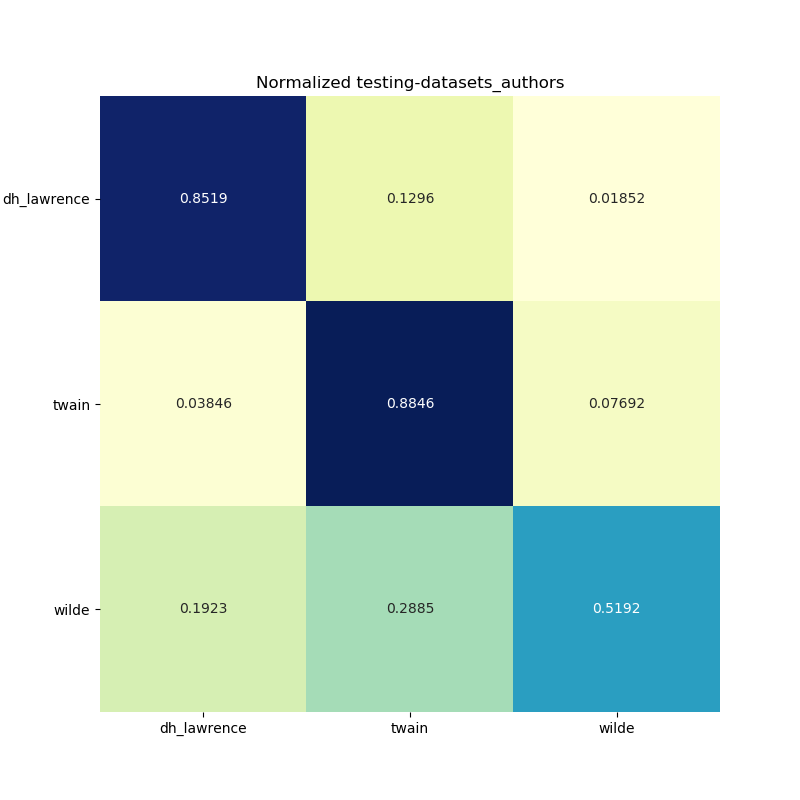 Normalized testing-datasets_authors
dh_lawrence 0.8519 0.1296 0.01852
twain 0.03846 0.8846 0.07692
wilde 0.1923 0.2885 0.5192
dh_lawrence twain wilde